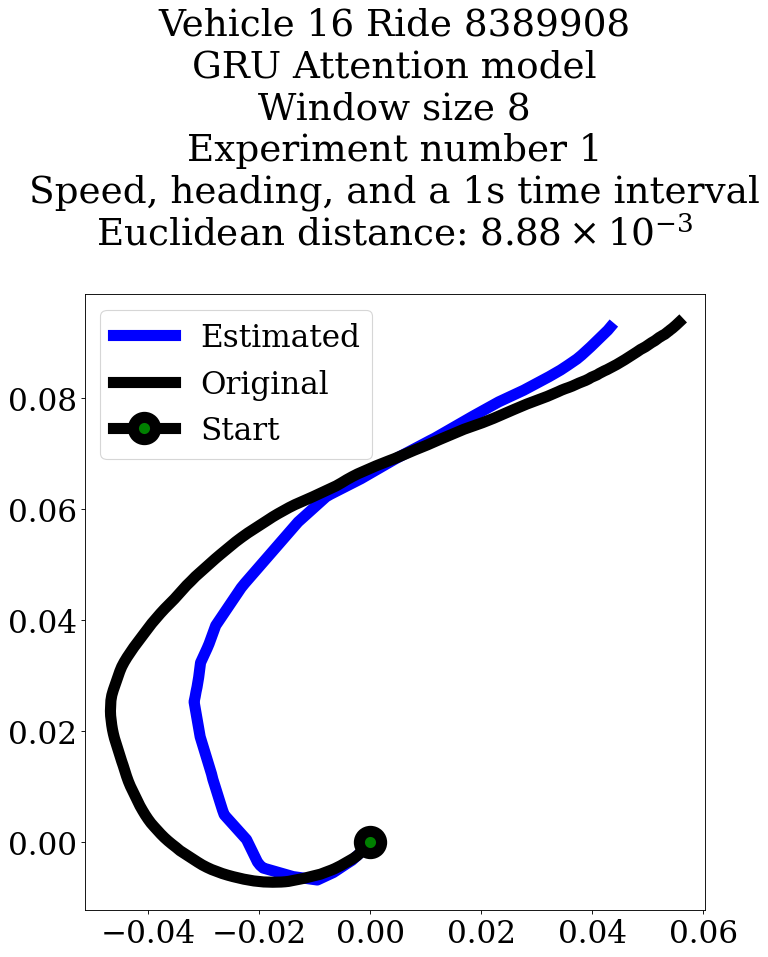 Vehicle 16 Ride 8389908
GRU Attention model
Window size 8
Experiment number 1
Speed, heading, and a 1s time interval
Euclidean distance: 8.88 × 10⁻³
Estimated
Original
Start
0.08
0.06
0.04
0.02
0.00
−0.04 −0.02 0.00 0.02 0.04 0.06